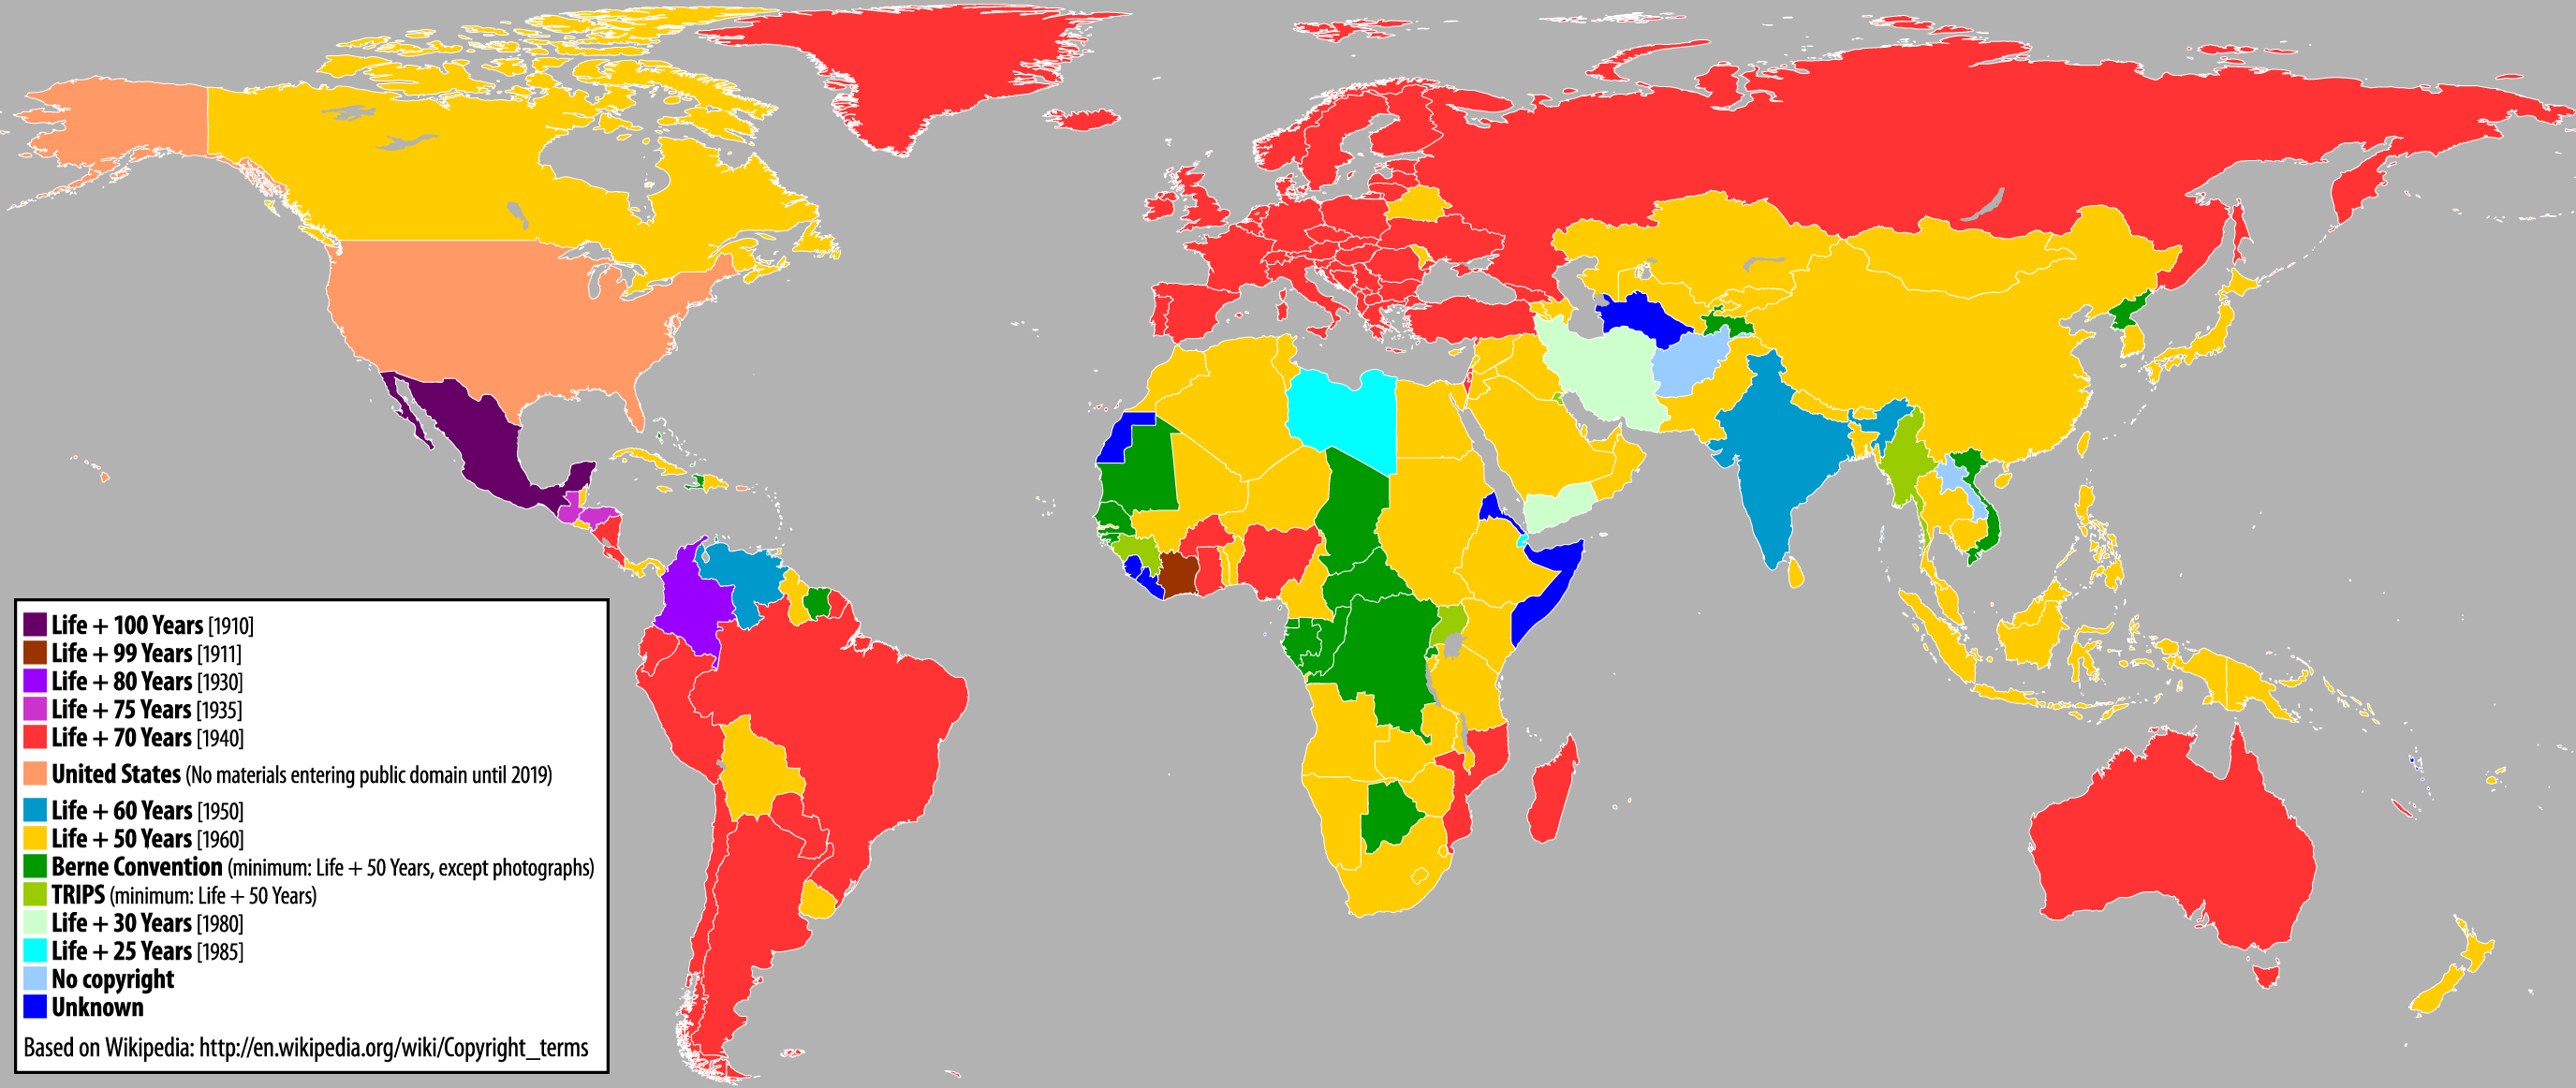 Life + 100 Years [1910]
Life + 99 Years [1911]
Life + 80 Years [1930]
Life + 75 Years [1935]
Life + 70 Years [1940]
United States (No materials entering public domain until 2019)
Life + 60 Years [1950]
Life + 50 Years [1960]
Berne Convention (minimum: Life + 50 Years, except photographs)
TRIPS (minimum: Life + 50 Years)
Life + 30 Years [1980]
Life + 25 Years [1985]
No copyright
Unknown
Based on Wikipedia: http://en.wikipedia.org/wiki/Copyright_terms